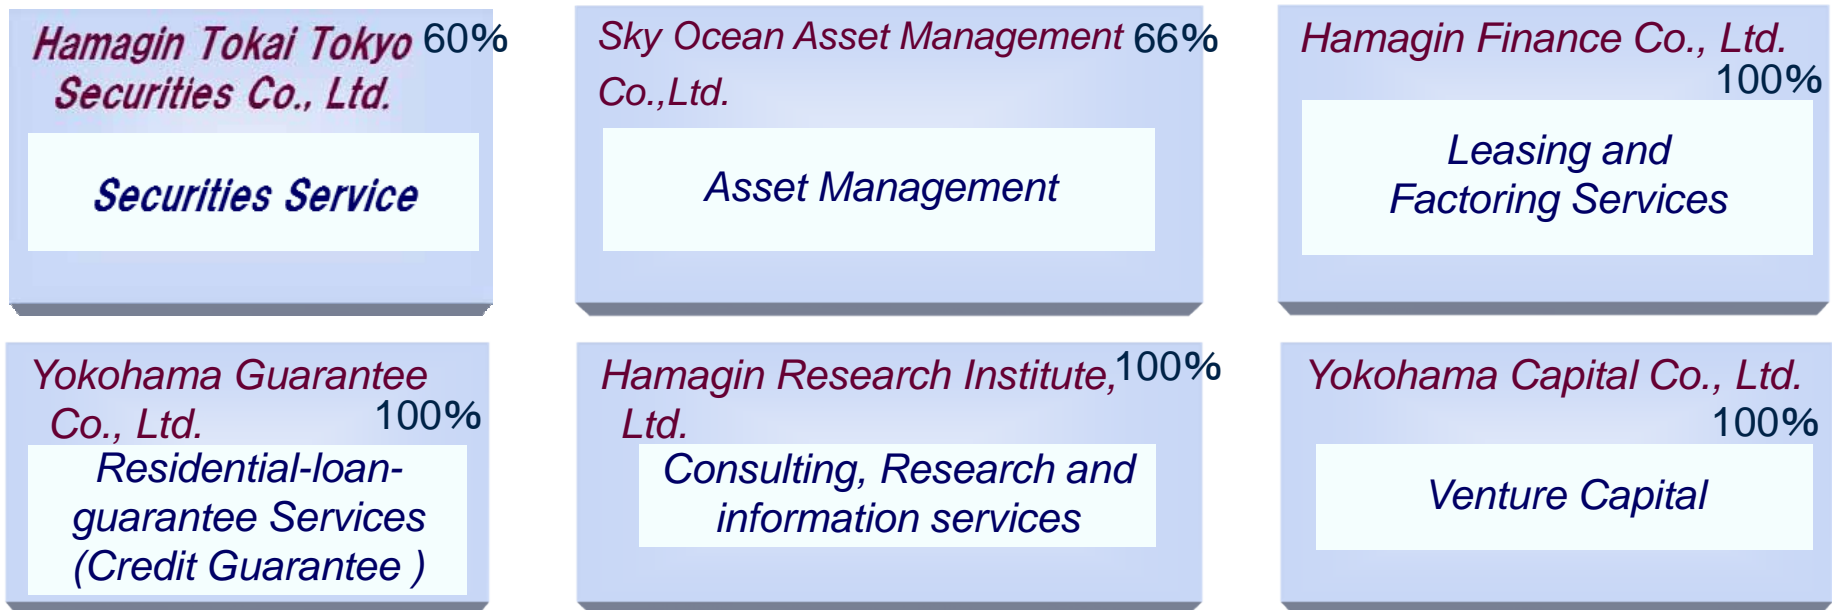 Hamagin Tokai Tokyo 60%
Securities Co., Ltd.
Securities Service
Sky Ocean Asset Management 66%
Co.,Ltd.
Asset Management
Hamagin Finance Co., Ltd.
100%
Leasing and
Factoring Services
Yokohama Guarantee
Co., Ltd. 100%
Residential-loan-
guarantee Services
(Credit Guarantee )
Hamagin Research Institute, 100%
Ltd.
Consulting, Research and
information services
Yokohama Capital Co., Ltd.
100%
Venture Capital